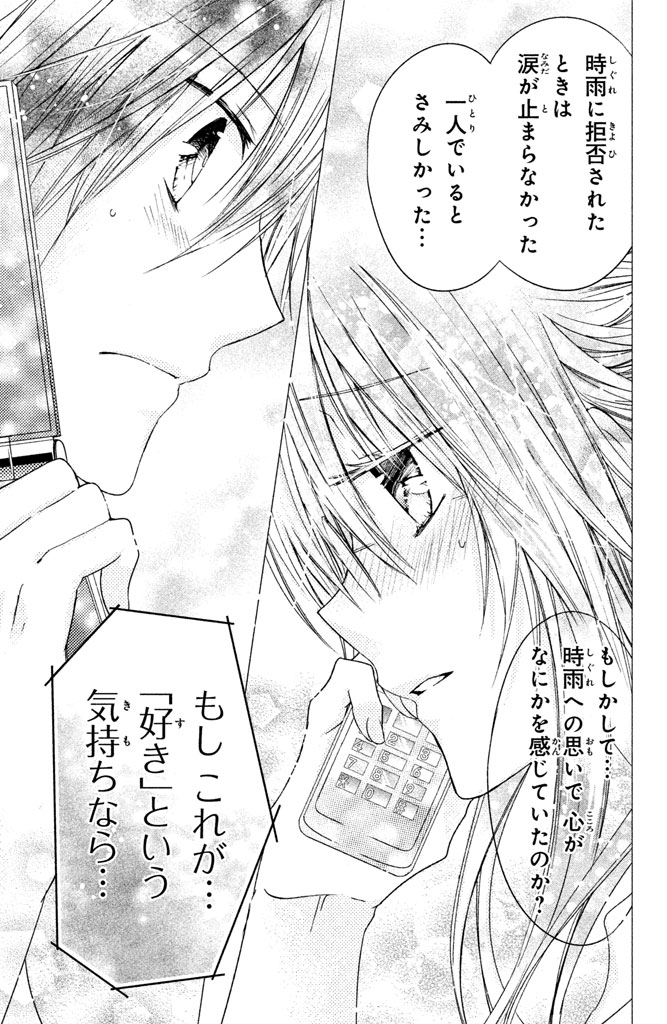 時雨に拒否された
ときは
涙が止まらなかった
一人でいると
さみしかった…
もしかして…
時雨への思いで 心が
なにかを感じていたのか?
もし これが…
「好き」という
気持ちなら…